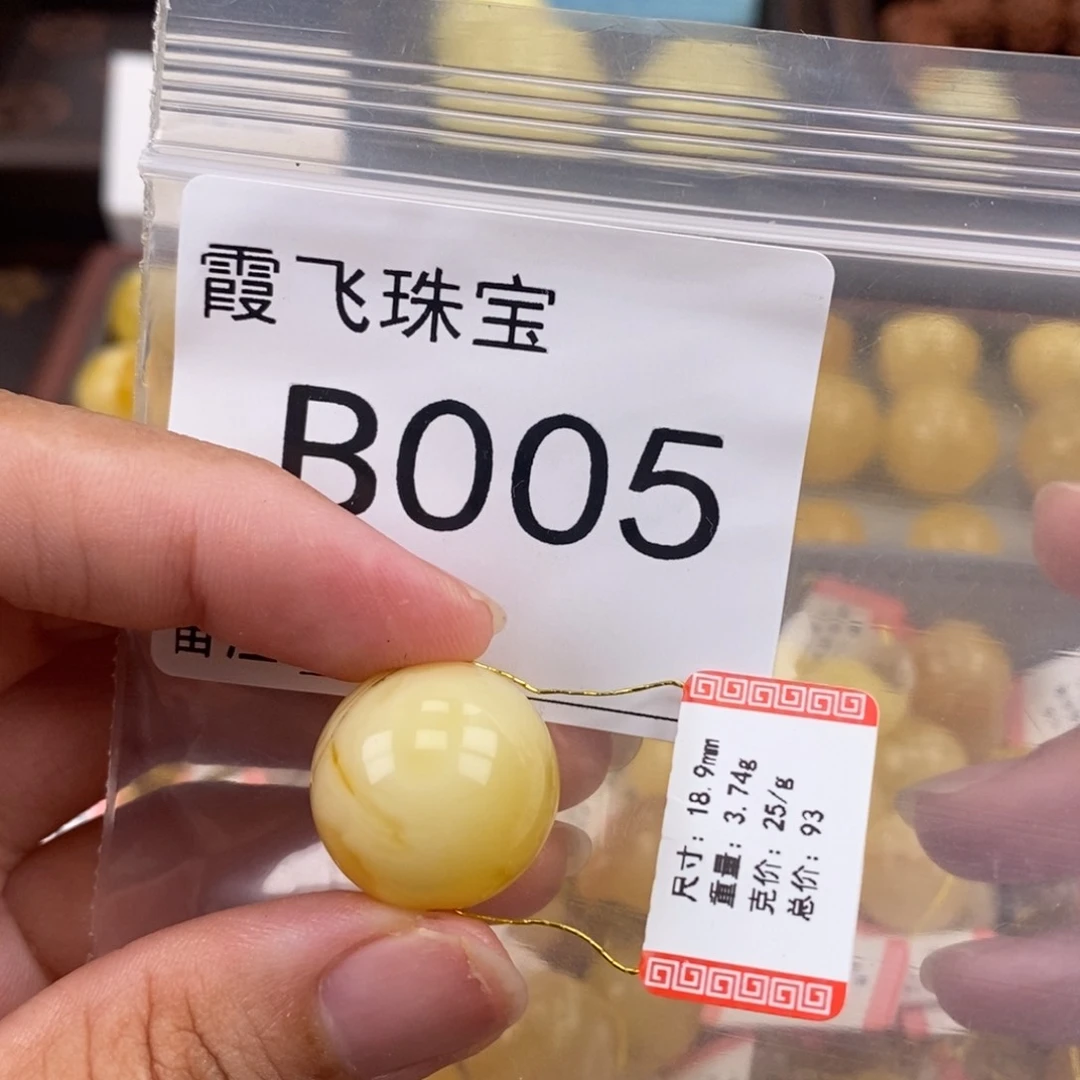 霞飞珠宝
B005
尺寸: 18.9mm
重量: 3.74g
克价: 25/g
总价: 93